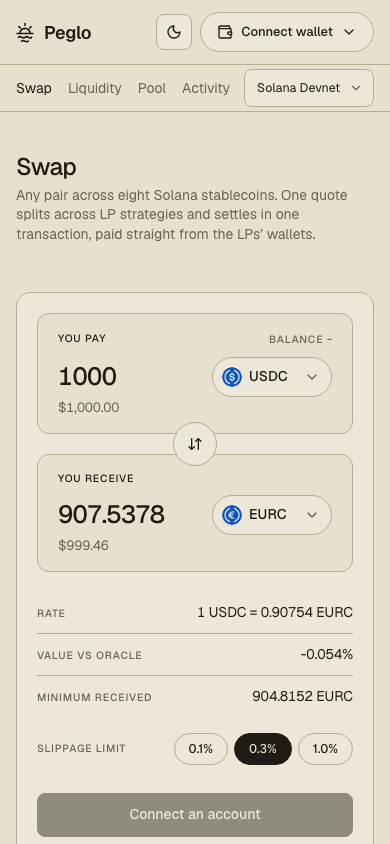 Peglo
Connect wallet
Swap Liquidity Pool Activity Solana Devnet
Swap
Any pair across eight Solana stablecoins. One quote
splits across LP strategies and settles in one
transaction, paid straight from the LPs’ wallets.
YOU PAY
BALANCE –
1000
USDC
$1,000.00
YOU RECEIVE
907.5378
EURC
$999.46
RATE
1 USDC = 0.90754 EURC
VALUE VS ORACLE
-0.054%
MINIMUM RECEIVED
904.8152 EURC
SLIPPAGE LIMIT
0.1% 0.3% 1.0%
Connect an account